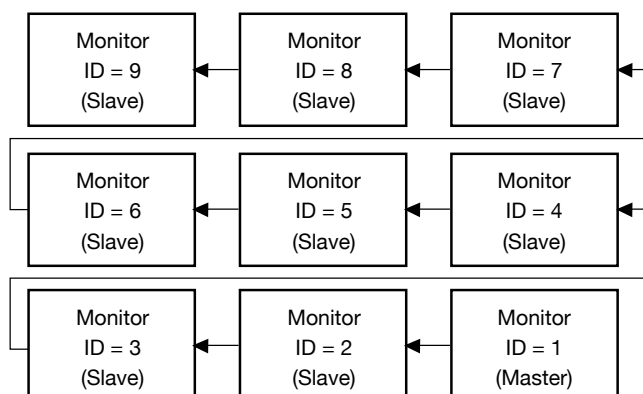 Monitor
ID = 9
(Slave)
Monitor
ID = 8
(Slave)
Monitor
ID = 7
(Slave)
Monitor
ID = 6
(Slave)
Monitor
ID = 5
(Slave)
Monitor
ID = 4
(Slave)
Monitor
ID = 3
(Slave)
Monitor
ID = 2
(Slave)
Monitor
ID = 1
(Master)